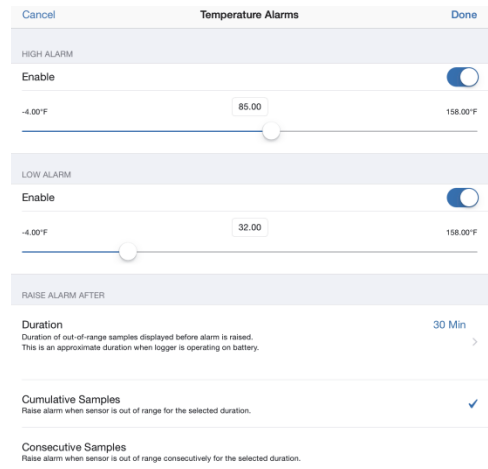 Cancel Temperature Alarms Done
HIGH ALARM
Enable
-4.00°F 85.00 158.00°F
LOW ALARM
Enable
-4.00°F 32.00 158.00°F
RAISE ALARM AFTER
Duration 30 Min
Duration of out-of-range samples displayed before alarm is raised.
This is an approximate duration when logger is operating on battery.
Cumulative Samples
Raise alarm when sensor is out of range for the selected duration.
Consecutive Samples
Raise alarm when sensor is out of range consecutively for the selected duration.